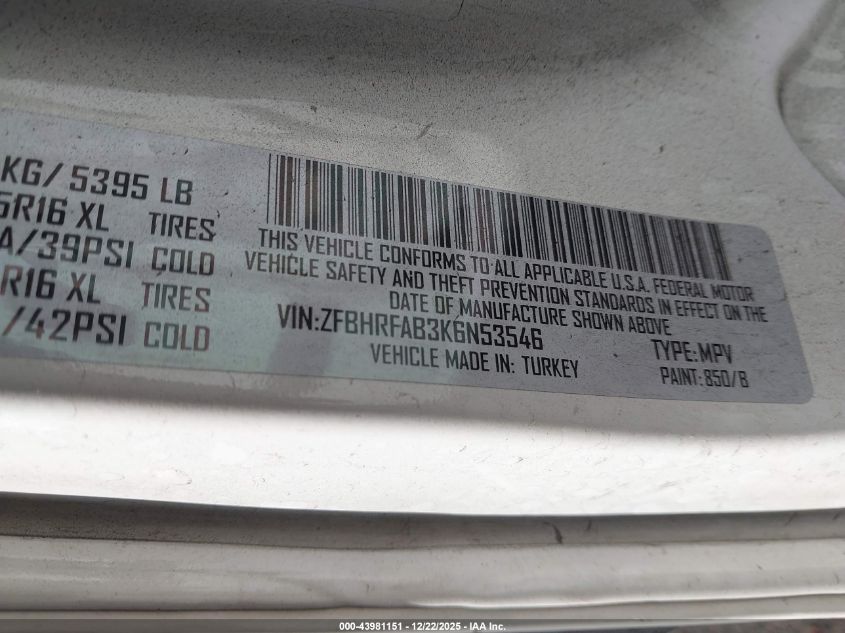 KG/ 5395 LB
5R16 XL TIRES
A/39PSI COLD
R16 XL TIRES
/42PSI COLD
THIS VEHICLE CONFORMS TO ALL APPLICABLE U.S.A. FEDERAL MOTOR
VEHICLE SAFETY AND THEFT PREVENTION STANDARDS IN EFFECT ON THE
DATE OF MANUFACTURE SHOWN ABOVE
VIN:ZFBHRFAB3K6N53546 TYPE:MPV
VEHICLE MADE IN: TURKEY PAINT:850/B
000-43981151 - 12/22/2025 - IAA Inc.